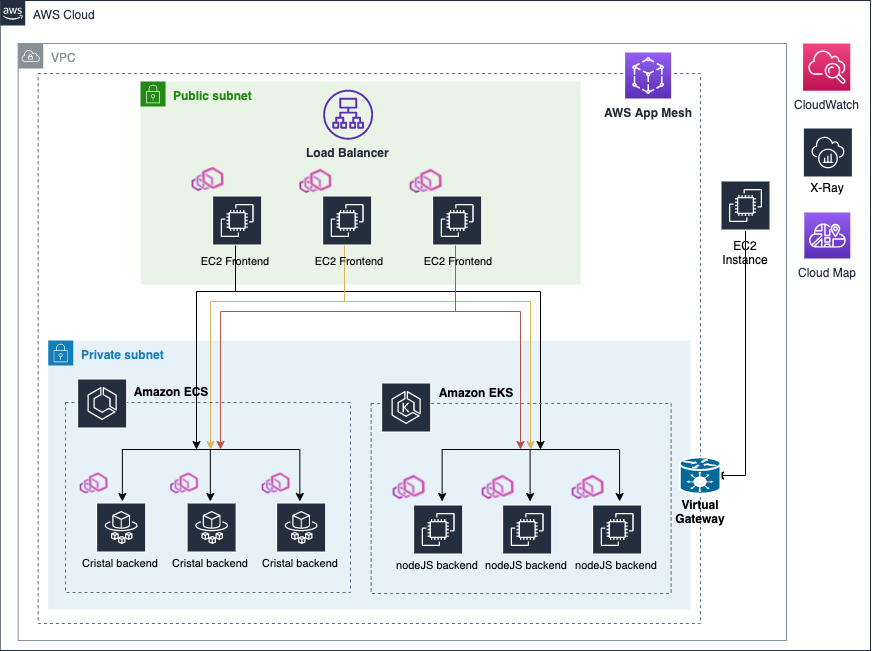 aws
AWS Cloud
VPC
Public subnet
Load Balancer
AWS App Mesh
CloudWatch
X-Ray
Cloud Map
EC2 Frontend
EC2 Frontend
EC2 Frontend
EC2
Instance
Private subnet
Amazon ECS
Amazon EKS
K
Cristal backend
Cristal backend
Cristal backend
nodeJS backend
nodeJS backend
nodeJS backend
Virtual
Gateway